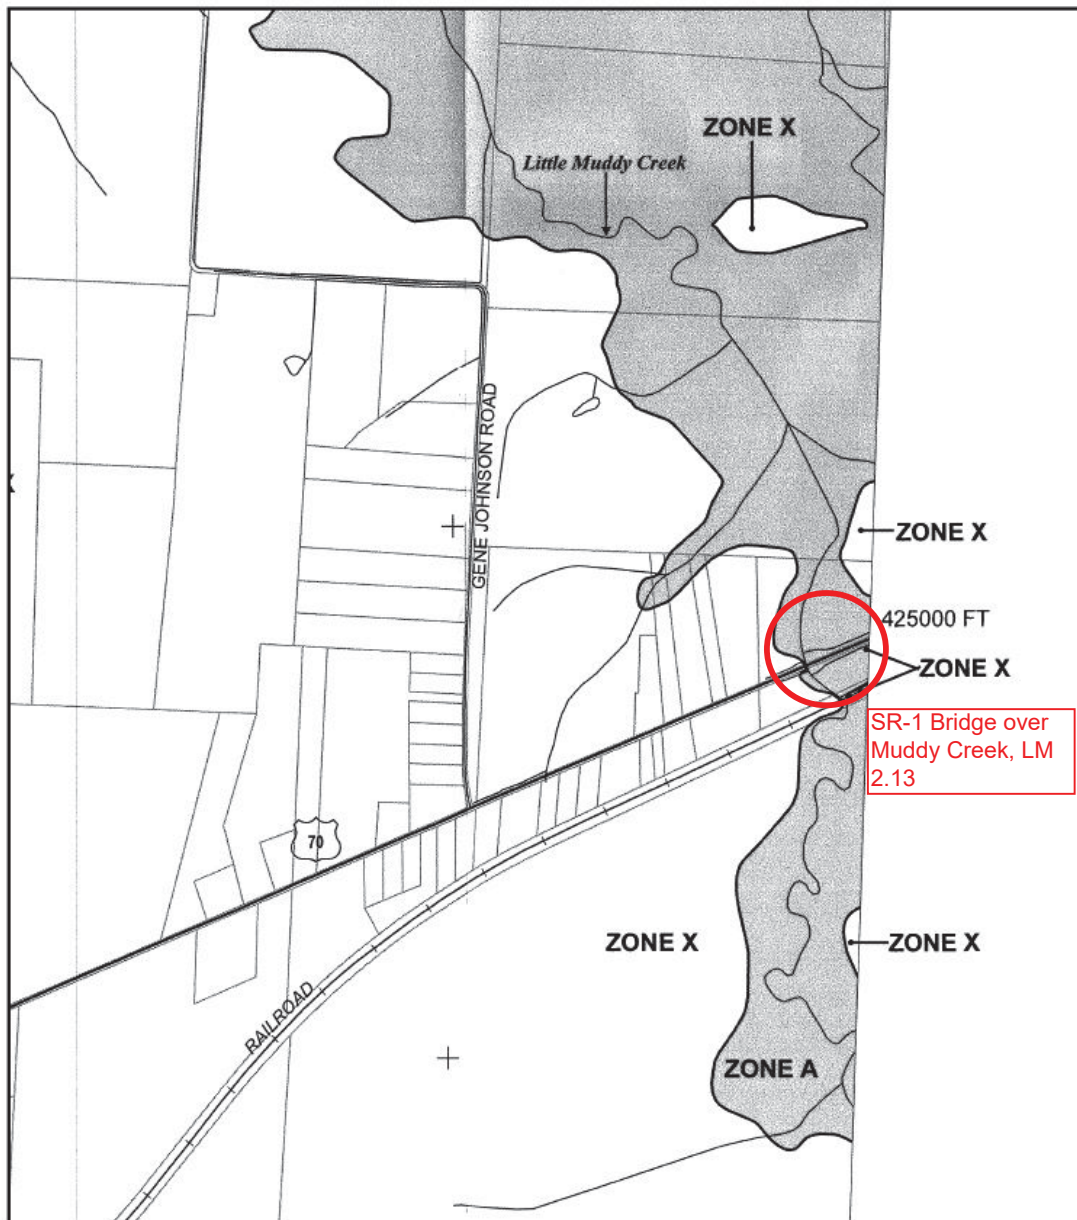 ZONE X
Little Muddy Creek
GENE JOHNSON ROAD
X
ZONE X
425000 FT
ZONE X
SR-1 Bridge over
Muddy Creek, LM
2.13
70
ZONE X
ZONE X
RAILROAD
ZONE A